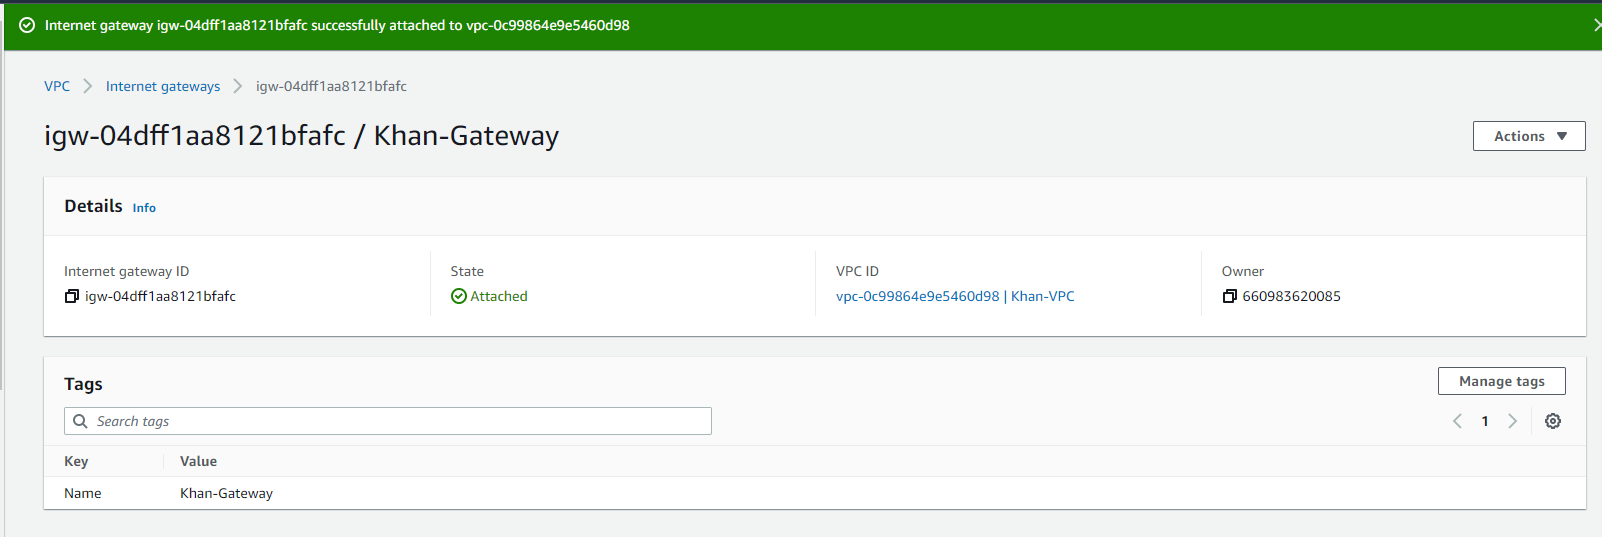 Internet gateway igw-04dff1aa8121bfafc successfully attached to vpc-0c99864e9e5460d98
VPC > Internet gateways > igw-04dff1aa8121bfafc
igw-04dff1aa8121bfafc / Khan-Gateway
Actions
Details Info
Internet gateway ID State VPC ID Owner
igw-04dff1aa8121bfafc Attached vpc-0c99864e9e5460d98 | Khan-VPC 660983620085
Tags
Manage tags
Search tags
1
Key Value
Name Khan-Gateway